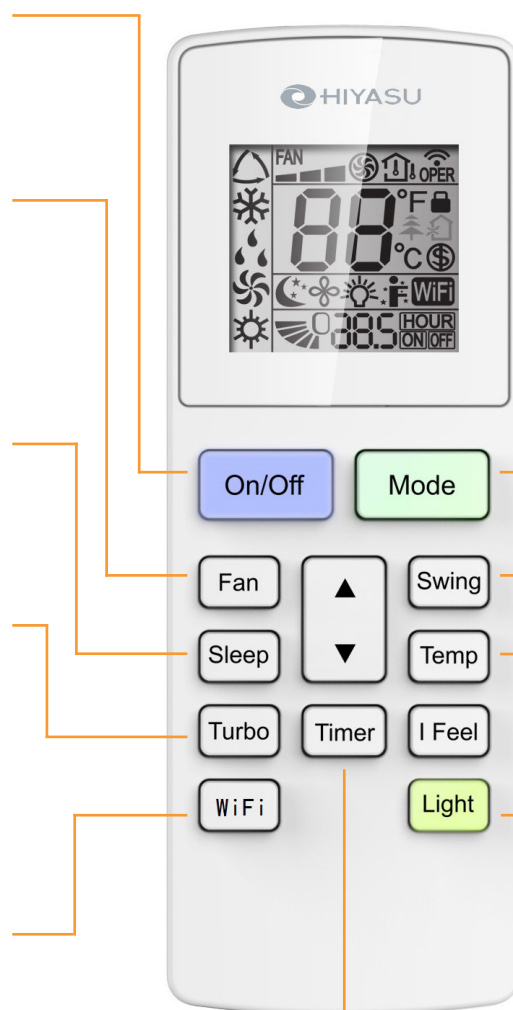 HIYASU
FAN
OPER
88 °F
°C $
WiFi
038.5 HOUR
ON OFF
On/Off Mode
Fan ▲ Swing
Sleep ▼ Temp
Turbo Timer I Feel
WiFi Light